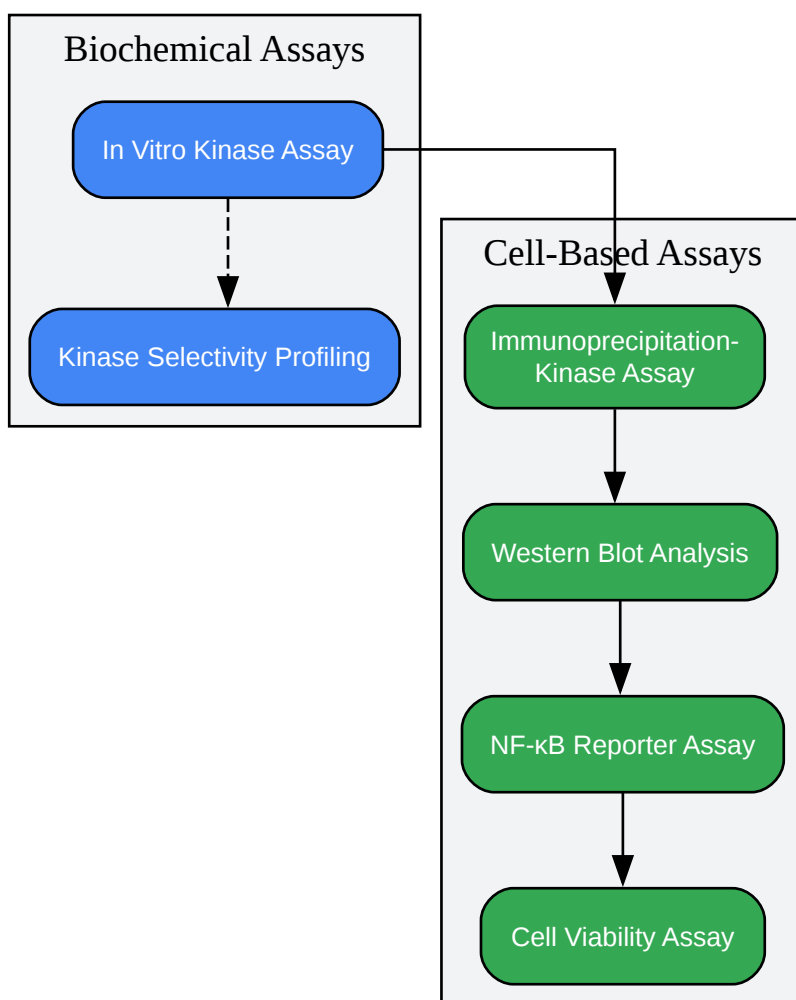 Biochemical Assays
In Vitro Kinase Assay
Kinase Selectivity Profiling
Cell-Based Assays
Immunoprecipitation-
Kinase Assay
Western Blot Analysis
NF-κB Reporter Assay
Cell Viability Assay